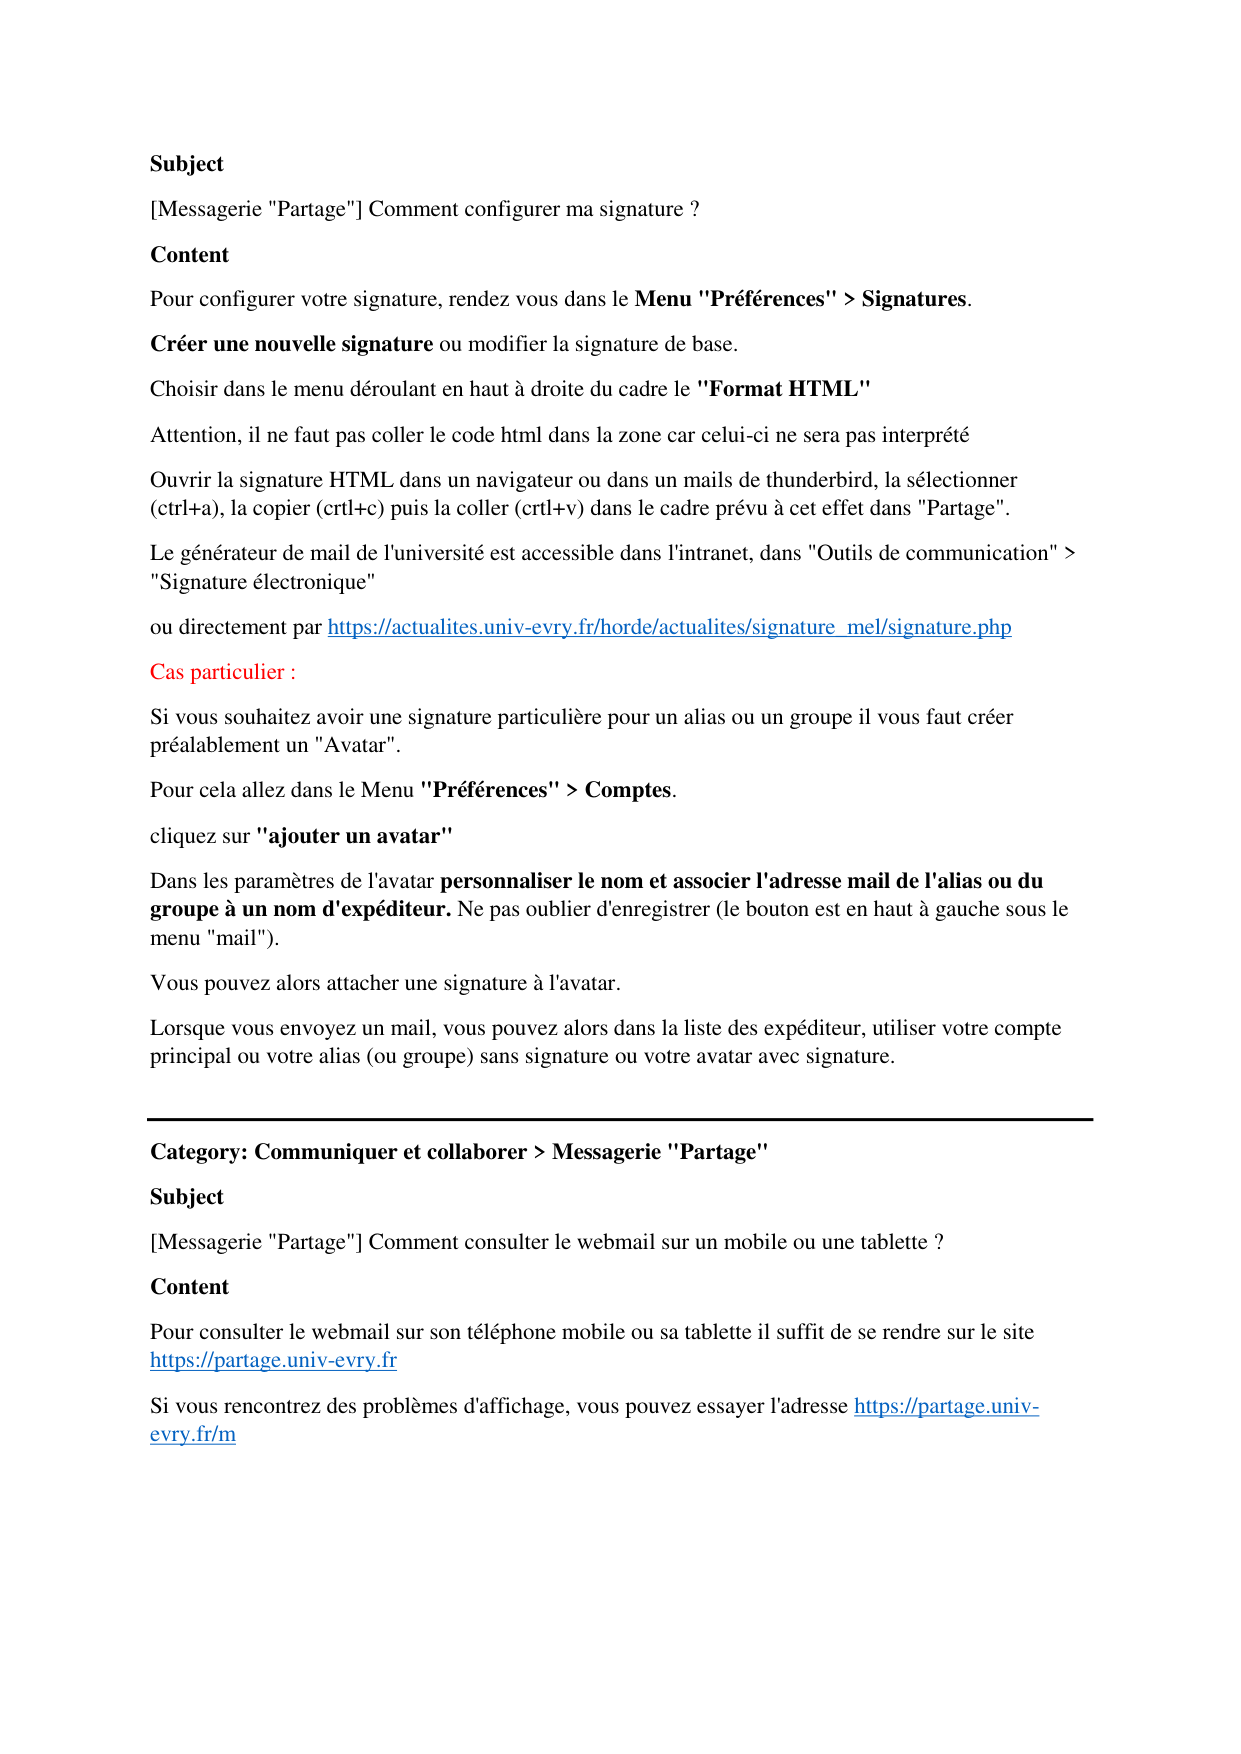 Subject
[Messagerie "Partage"] Comment configurer ma signature ?
Content
Pour configurer votre signature, rendez vous dans le Menu "Préférences" > Signatures.
Créer une nouvelle signature ou modifier la signature de base.
Choisir dans le menu déroulant en haut à droite du cadre le "Format HTML"
Attention, il ne faut pas coller le code html dans la zone car celui-ci ne sera pas interprété
Ouvrir la signature HTML dans un navigateur ou dans un mails de thunderbird, la sélectionner
(ctrl+a), la copier (crtl+c) puis la coller (crtl+v) dans le cadre prévu à cet effet dans "Partage".
Le générateur de mail de l'université est accessible dans l'intranet, dans "Outils de communication" >
"Signature électronique"
ou directement par https://actualites.univ-evry.fr/horde/actualites/signature_mel/signature.php
Cas particulier :
Si vous souhaitez avoir une signature particulière pour un alias ou un groupe il vous faut créer
préalablement un "Avatar".
Pour cela allez dans le Menu "Préférences" > Comptes.
cliquez sur "ajouter un avatar"
Dans les paramètres de l'avatar personnaliser le nom et associer l'adresse mail de l'alias ou du
groupe à un nom d'expéditeur. Ne pas oublier d'enregistrer (le bouton est en haut à gauche sous le
menu "mail").
Vous pouvez alors attacher une signature à l'avatar.
Lorsque vous envoyez un mail, vous pouvez alors dans la liste des expéditeur, utiliser votre compte
principal ou votre alias (ou groupe) sans signature ou votre avatar avec signature.
Category: Communiquer et collaborer > Messagerie "Partage"
Subject
[Messagerie "Partage"] Comment consulter le webmail sur un mobile ou une tablette ?
Content
Pour consulter le webmail sur son téléphone mobile ou sa tablette il suffit de se rendre sur le site
https://partage.univ-evry.fr
Si vous rencontrez des problèmes d'affichage, vous pouvez essayer l'adresse https://partage.univ-
evry.fr/m